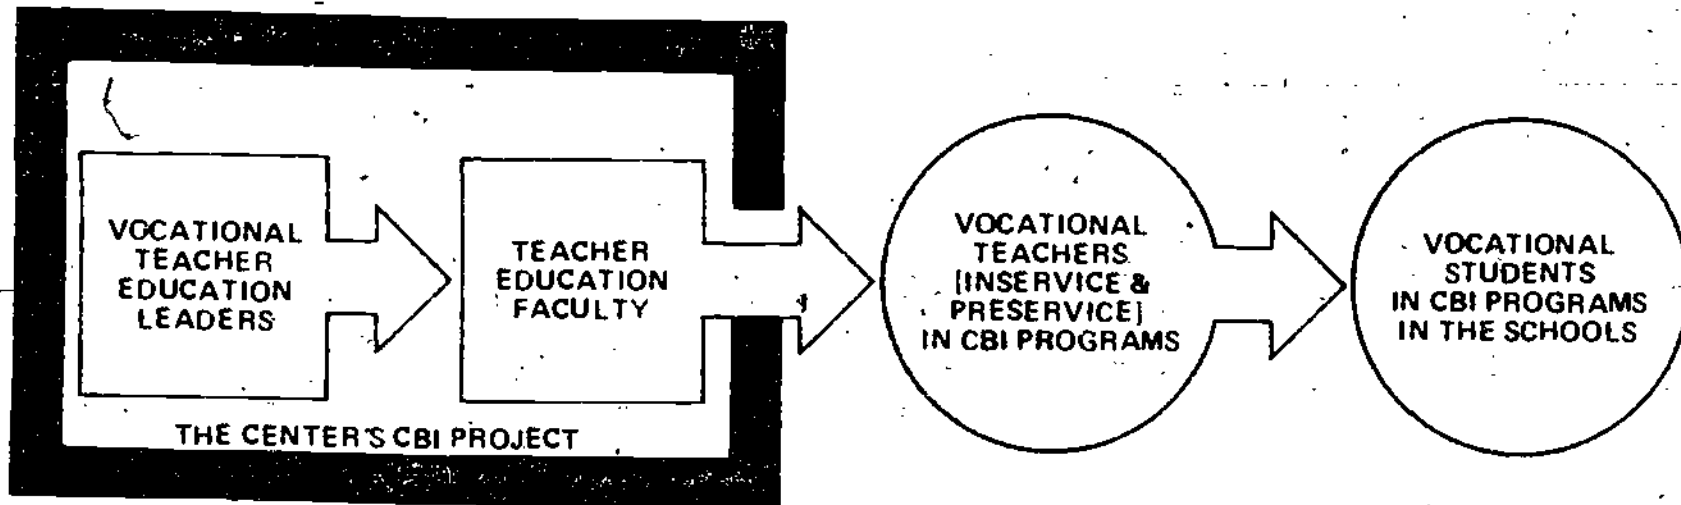 VOCATIONAL
TEACHER
EDUCATION
LEADERS
TEACHER
EDUCATION
FACULTY
THE CENTER'S CBI PROJECT
VOCATIONAL
TEACHERS
[INSERVICE &
PRESERVICE]
IN CBI PROGRAMS
VOCATIONAL
STUDENTS
IN CBI PROGRAMS
IN THE SCHOOLS